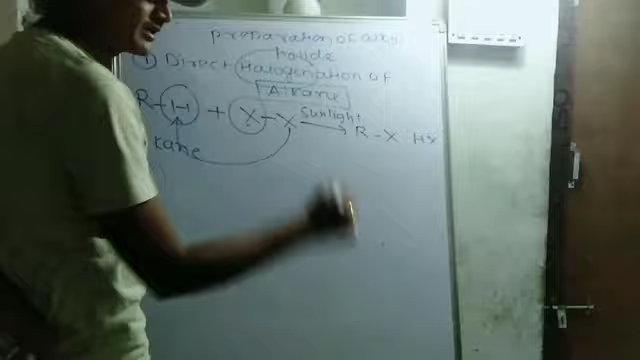 preparation of alkyl
halide
① Direct Halogenation of
Alkane
R-H + X-X Sunlight → R-X HX
kane